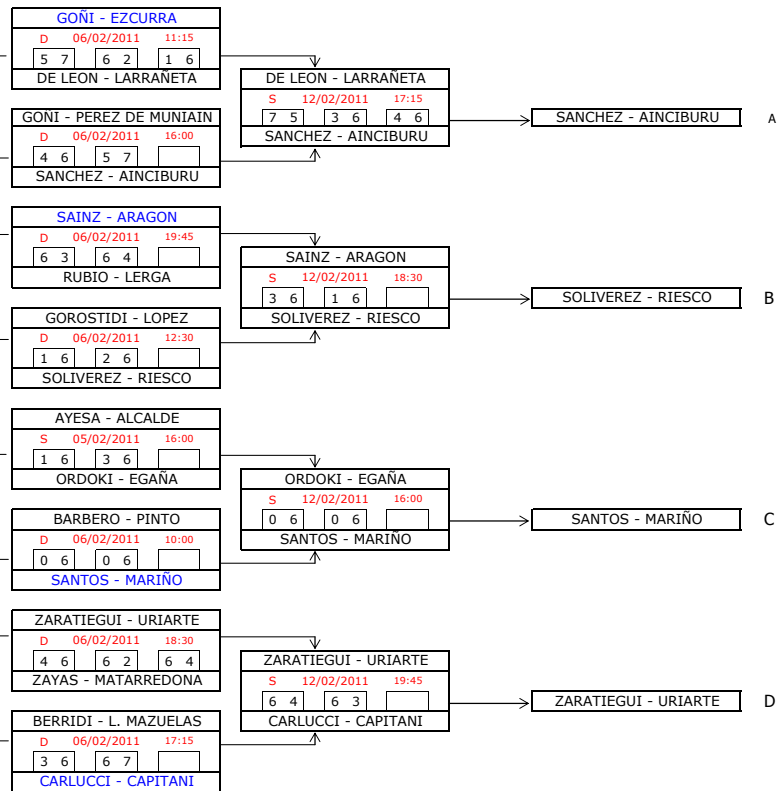 GOÑI - EZCURRA
D 06/02/2011 11:15
5 7 6 2 1 6
DE LEON - LARRAÑETA
GOÑI - PEREZ DE MUNIAIN
D 06/02/2011 16:00
4 6 5 7
SANCHEZ - AINCIBURU
DE LEON - LARRAÑETA
S 12/02/2011 17:15
7 5 3 6 4 6
SANCHEZ - AINCIBURU
SANCHEZ - AINCIBURU A
SAINZ - ARAGON
D 06/02/2011 19:45
6 3 6 4
RUBIO - LERGA
GOROSTIDI - LOPEZ
D 06/02/2011 12:30
1 6 2 6
SOLIVEREZ - RIESCO
SAINZ - ARAGON
S 12/02/2011 18:30
3 6 1 6
SOLIVEREZ - RIESCO
SOLIVEREZ - RIESCO B
AYESA - ALCALDE
S 05/02/2011 16:00
1 6 3 6
ORDOKI - EGAÑA
BARBERO - PINTO
D 06/02/2011 10:00
0 6 0 6
SANTOS - MARIÑO
ORDOKI - EGAÑA
S 12/02/2011 16:00
0 6 0 6
SANTOS - MARIÑO
SANTOS - MARIÑO C
ZARATIEGUI - URIARTE
D 06/02/2011 18:30
4 6 6 2 6 4
ZAYAS - MATARREDONA
BERRIDI - L. MAZUELAS
D 06/02/2011 17:15
3 6 6 7
CARLUCCI - CAPITANI
ZARATIEGUI - URIARTE
S 12/02/2011 19:45
6 4 6 3
CARLUCCI - CAPITANI
ZARATIEGUI - URIARTE D